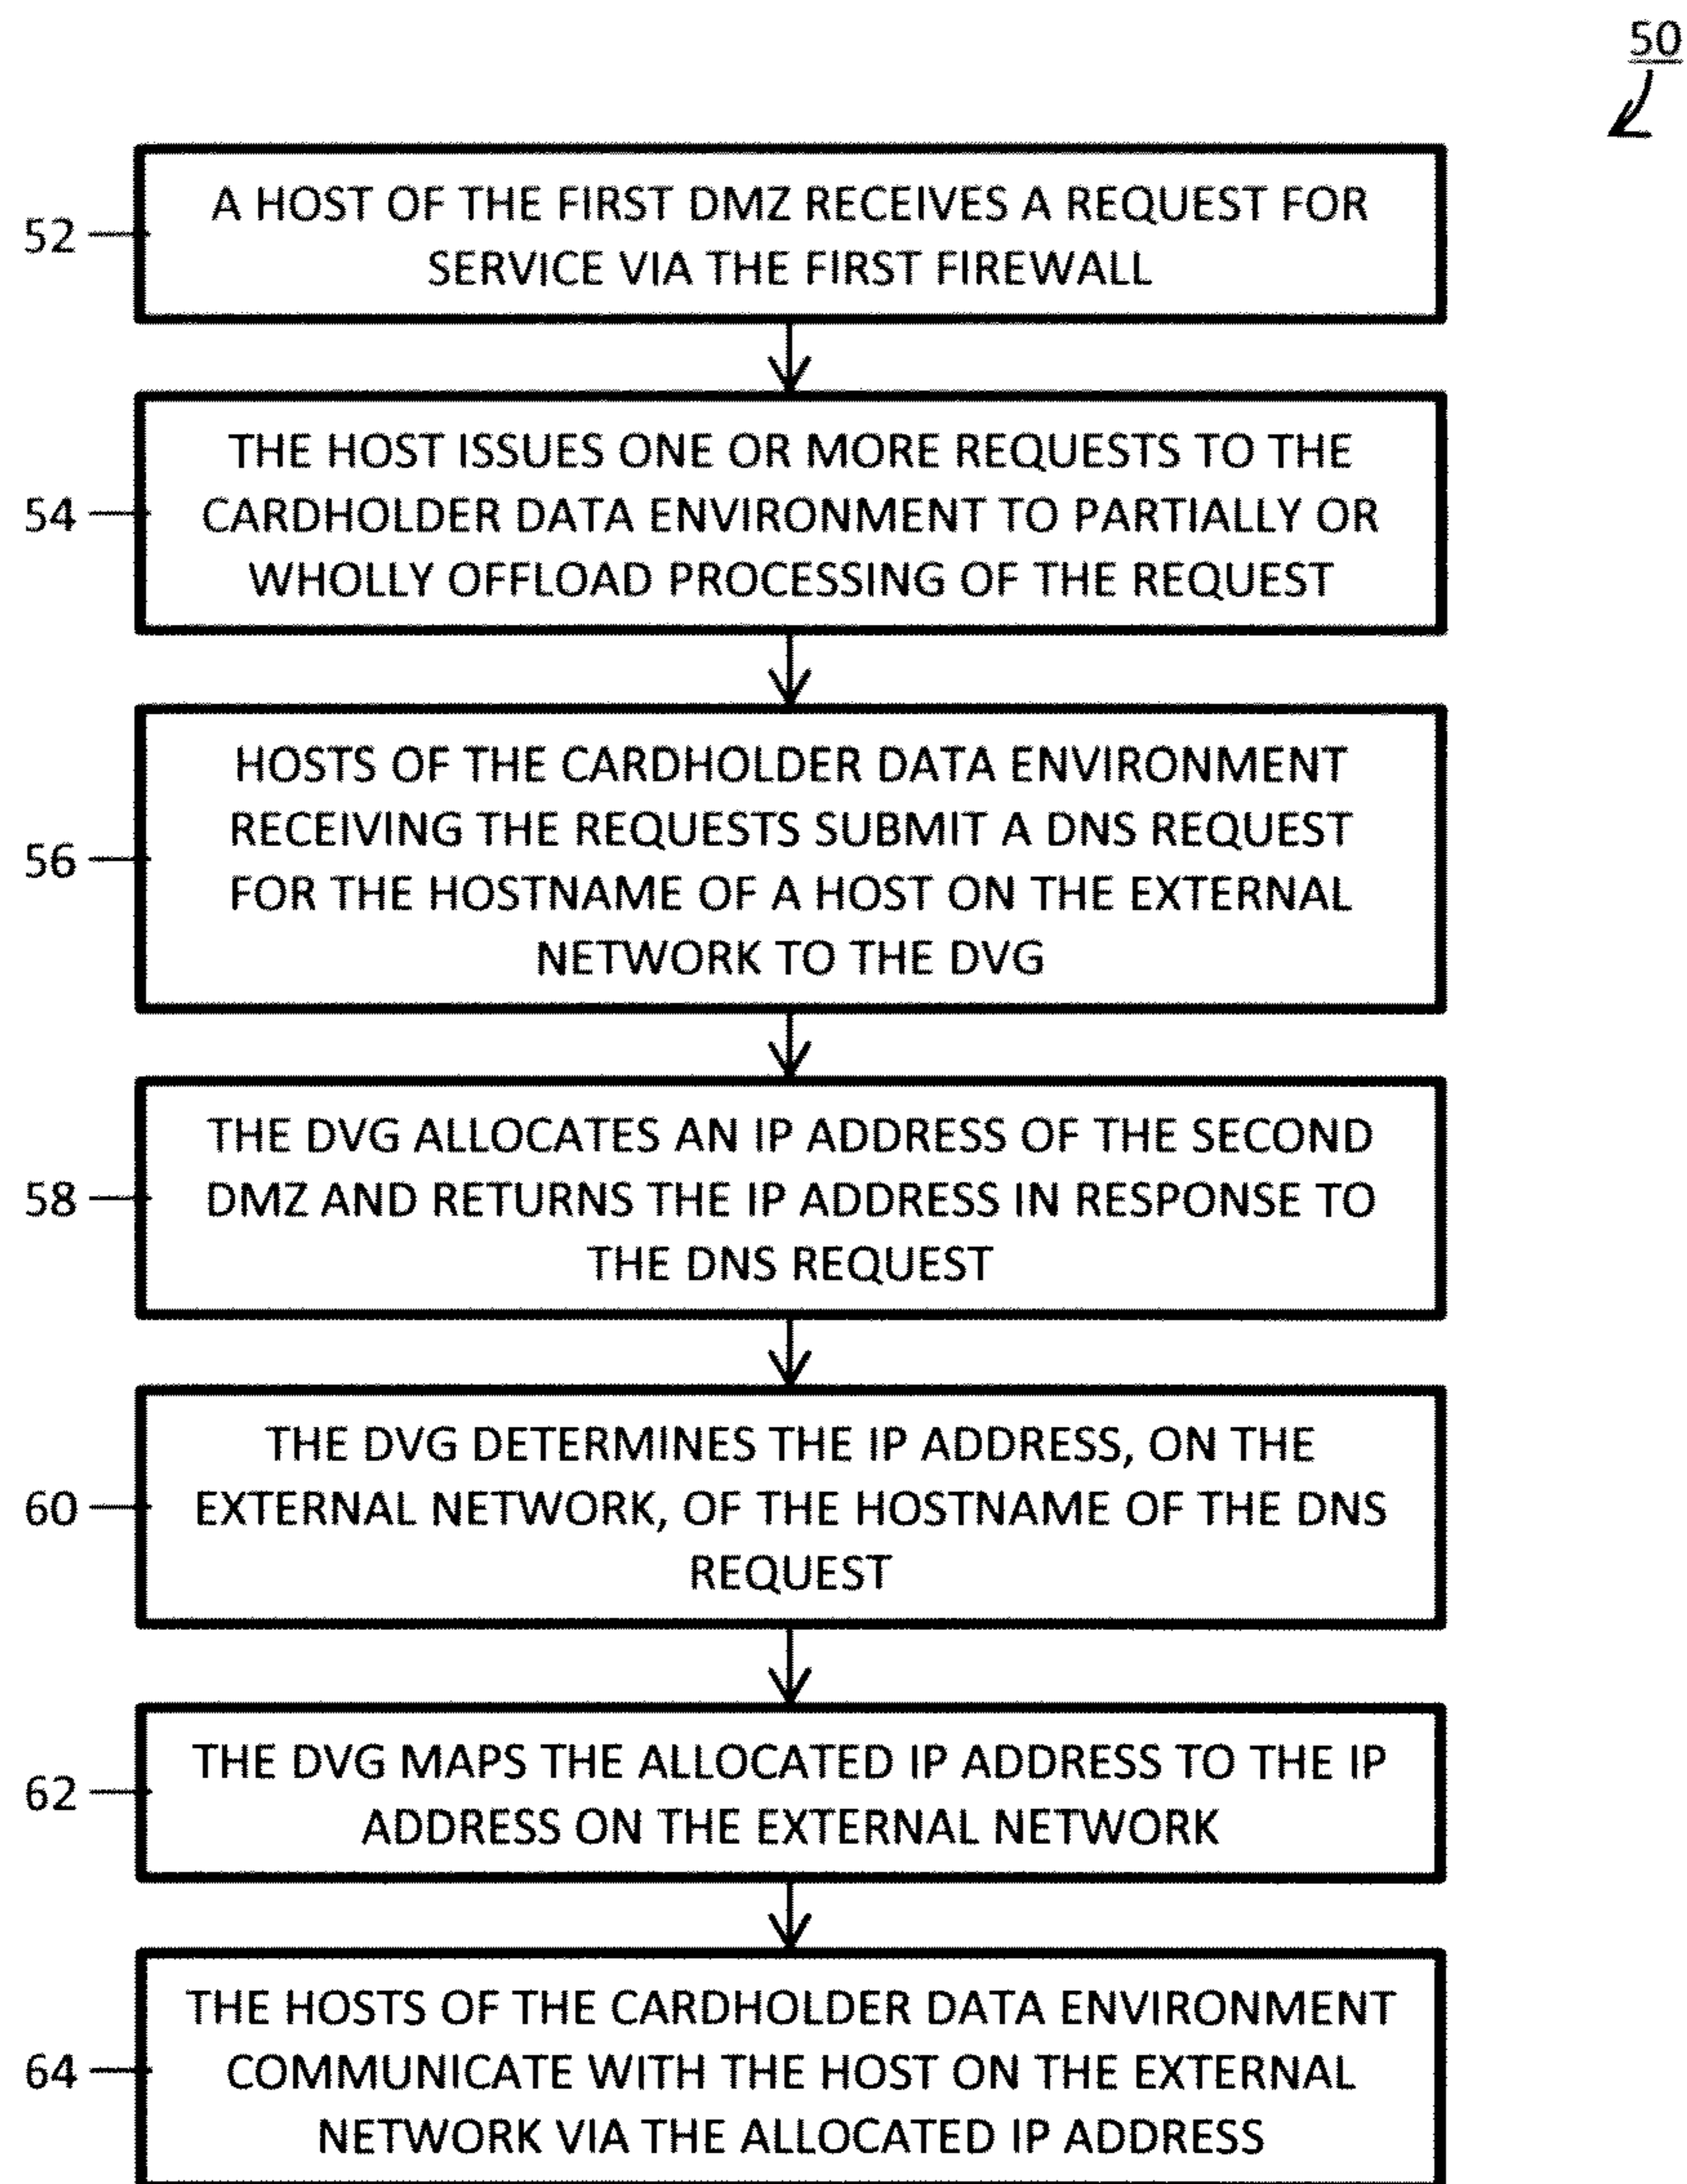 50
52
A HOST OF THE FIRST DMZ RECEIVES A REQUEST FOR
SERVICE VIA THE FIRST FIREWALL
54
THE HOST ISSUES ONE OR MORE REQUESTS TO THE
CARDHOLDER DATA ENVIRONMENT TO PARTIALLY OR
WHOLLY OFFLOAD PROCESSING OF THE REQUEST
56
HOSTS OF THE CARDHOLDER DATA ENVIRONMENT
RECEIVING THE REQUESTS SUBMIT A DNS REQUEST
FOR THE HOSTNAME OF A HOST ON THE EXTERNAL
NETWORK TO THE DVG
58
THE DVG ALLOCATES AN IP ADDRESS OF THE SECOND
DMZ AND RETURNS THE IP ADDRESS IN RESPONSE TO
THE DNS REQUEST
60
THE DVG DETERMINES THE IP ADDRESS, ON THE
EXTERNAL NETWORK, OF THE HOSTNAME OF THE DNS
REQUEST
62
THE DVG MAPS THE ALLOCATED IP ADDRESS TO THE IP
ADDRESS ON THE EXTERNAL NETWORK
64
THE HOSTS OF THE CARDHOLDER DATA ENVIRONMENT
COMMUNICATE WITH THE HOST ON THE EXTERNAL
NETWORK VIA THE ALLOCATED IP ADDRESS